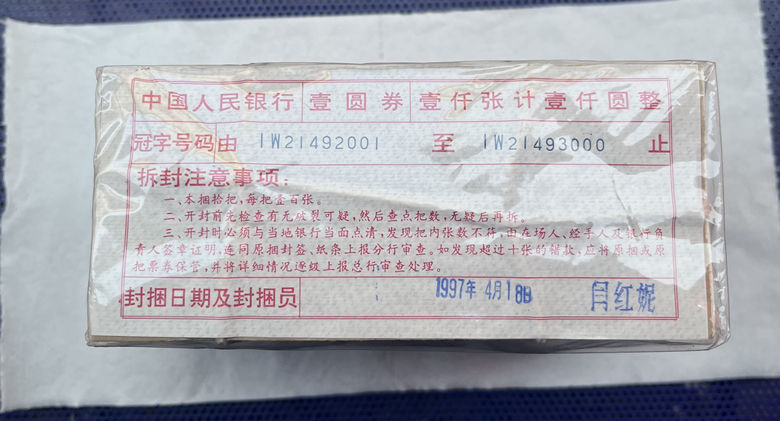 中国人民银行 壹圆券 壹仟张计壹仟圆整
冠字号码 由 IW21492001 至 IW21493000 止
拆封注意事项：
一、本捆拾把，每把壹百张。
二、开封前先检查有无破裂可疑，然后查点把数，无疑后再拆。
三、开封时必须与当地银行当面点清，发现把内张数不符，由在场人、经手人及银行负
责人签章证明，连同原捆封签、纸条上报分行审查。如发现超过十张的错款，应将原捆或原
把票券保管，并将详细情况逐级上报总行审查处理。
封捆日期及封捆员 1997年 4月18日 闫红妮